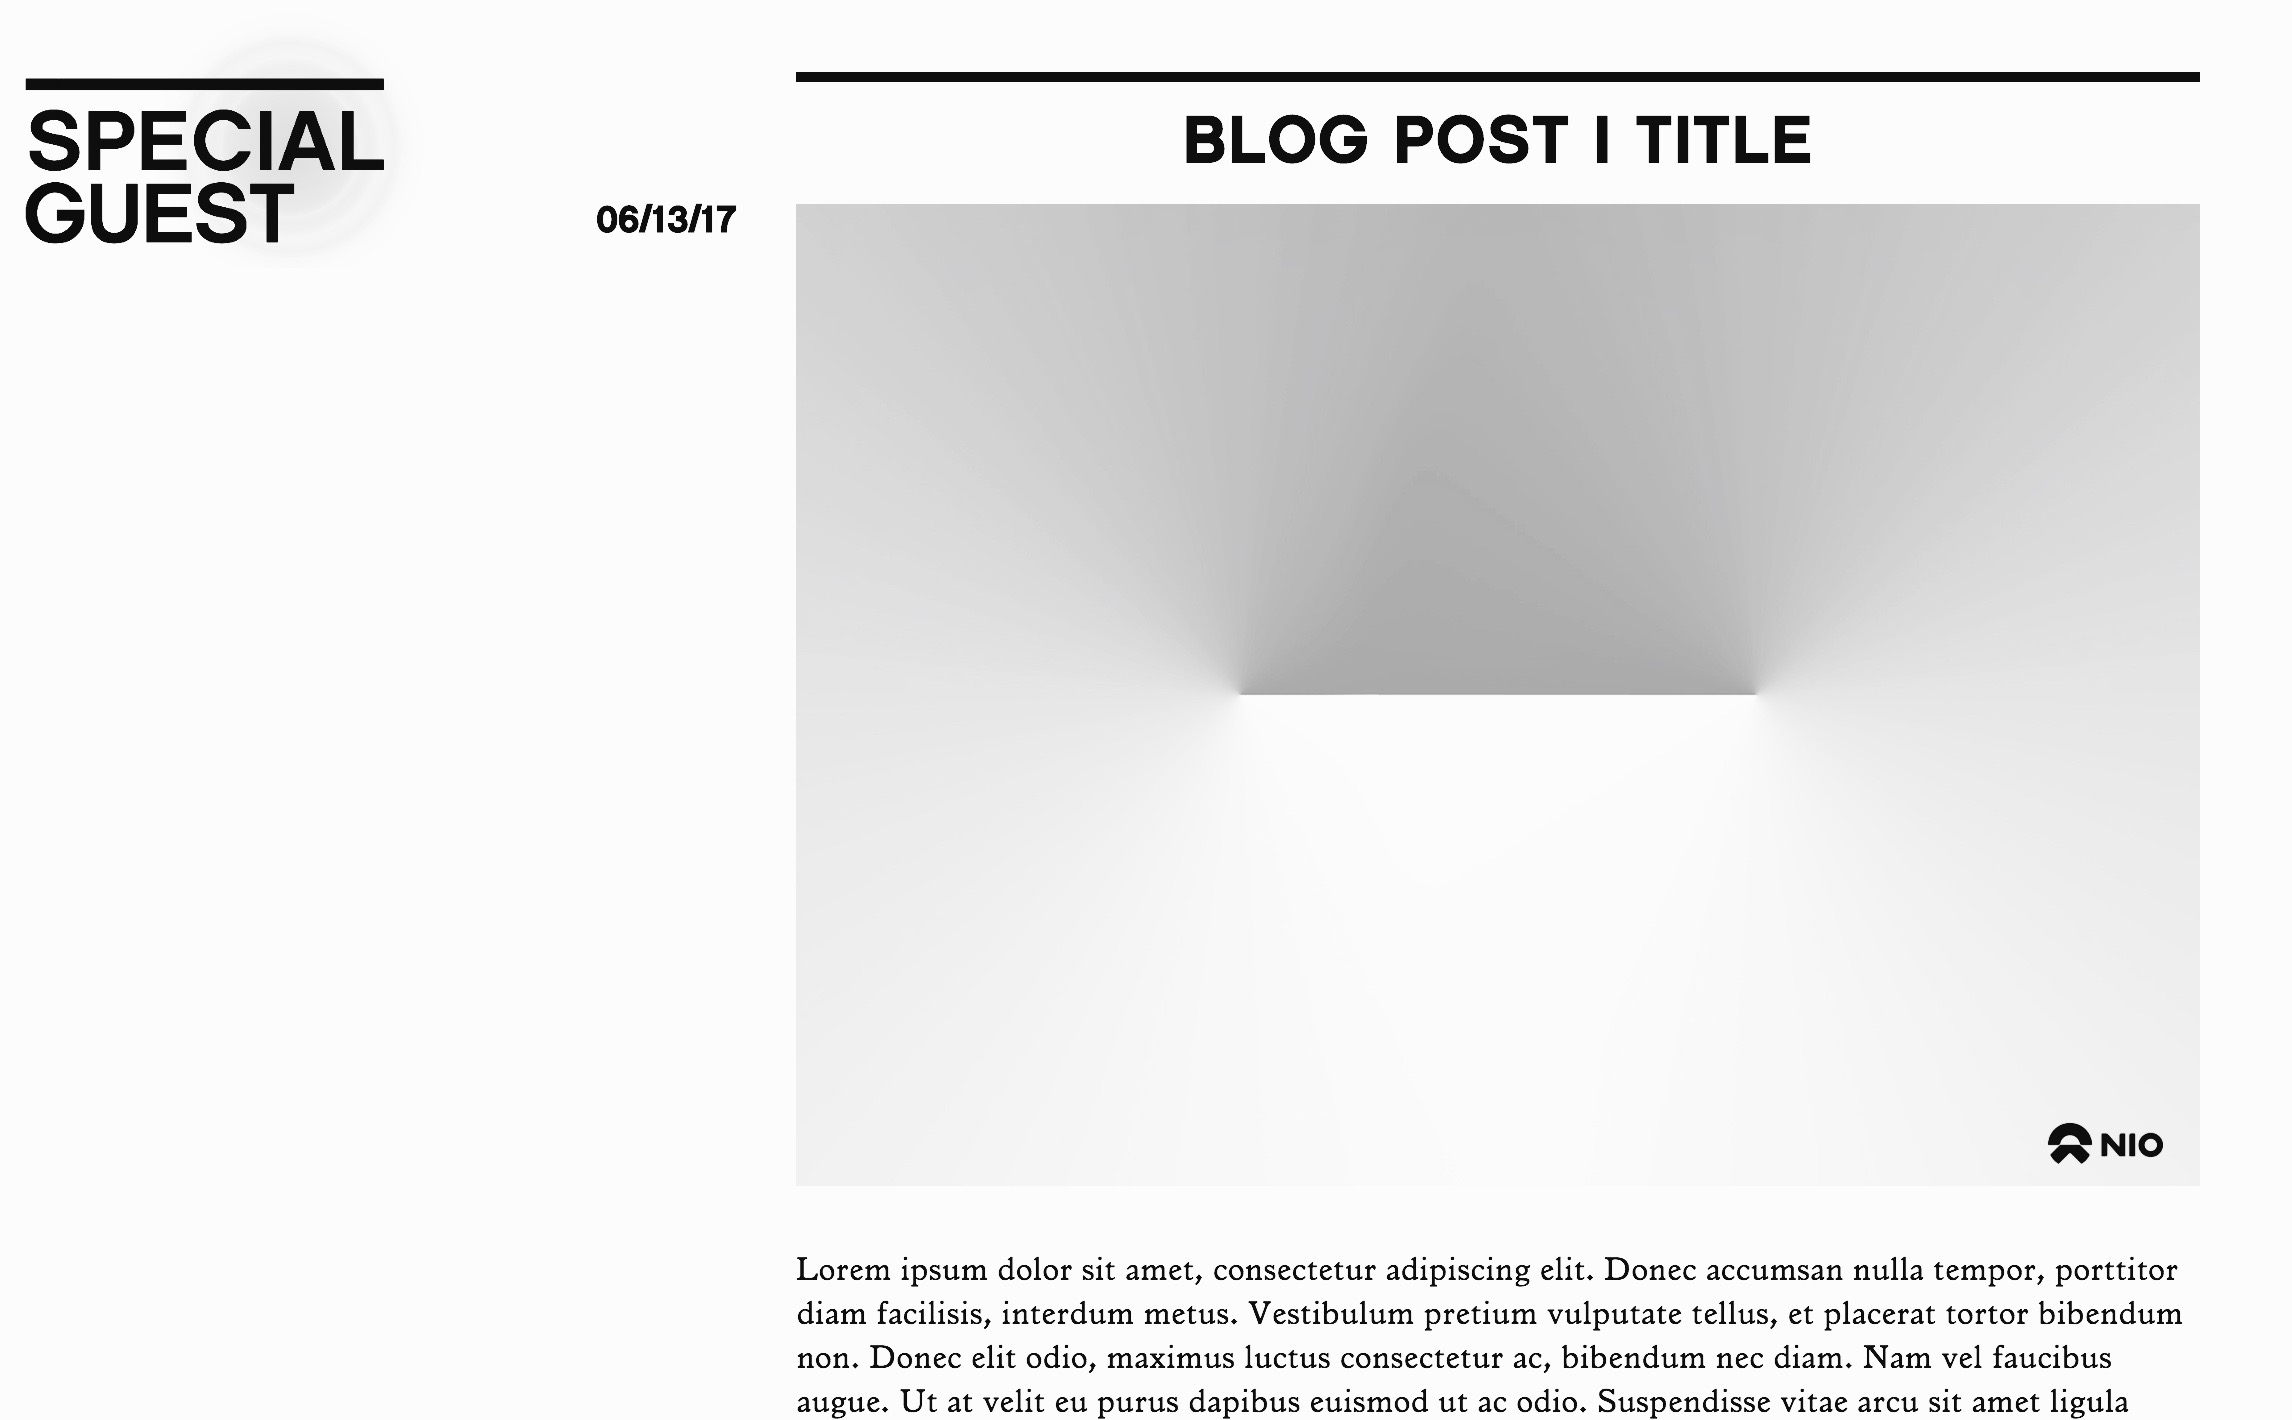 SPECIAL
GUEST
BLOG POST I TITLE
06/13/17
NIO
Lorem ipsum dolor sit amet, consectetur adipiscing elit. Donec accumsan nulla tempor, porttitor
diam facilisis, interdum metus. Vestibulum pretium vulputate tellus, et placerat tortor bibendum
non. Donec elit odio, maximus luctus consectetur ac, bibendum nec diam. Nam vel faucibus
augue. Ut at velit eu purus dapibus euismod ut ac odio. Suspendisse vitae arcu sit amet ligula